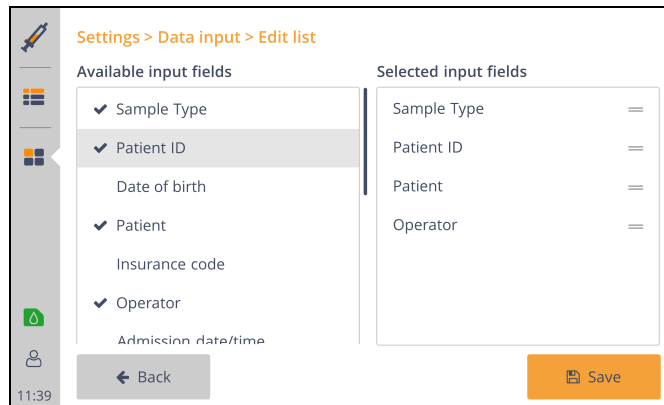 Settings > Data input > Edit list
Available input fields
Sample Type
Patient ID
Date of birth
Patient
Insurance code
Operator
Admission date/time
Selected input fields
Sample Type
Patient ID
Patient
Operator
Back
Save
11:39